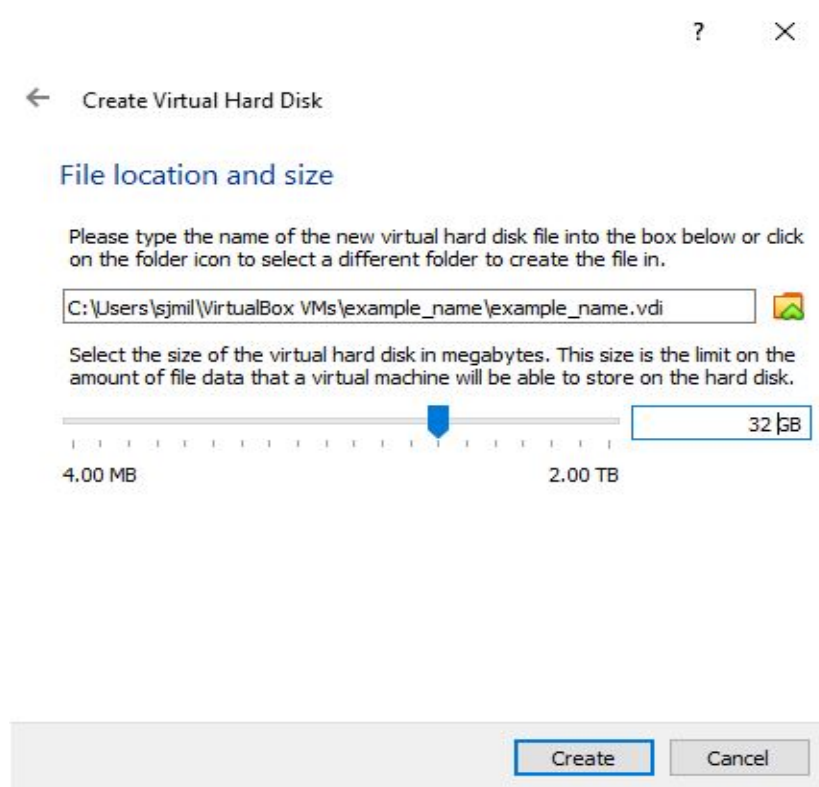 ?
Create Virtual Hard Disk
File location and size
Please type the name of the new virtual hard disk file into the box below or click
on the folder icon to select a different folder to create the file in.
C:\Users\sjmil\VirtualBox VMs\example_name\example_name.vdi
Select the size of the virtual hard disk in megabytes. This size is the limit on the
amount of file data that a virtual machine will be able to store on the hard disk.
32 GB
4.00 MB 2.00 TB
Create Cancel